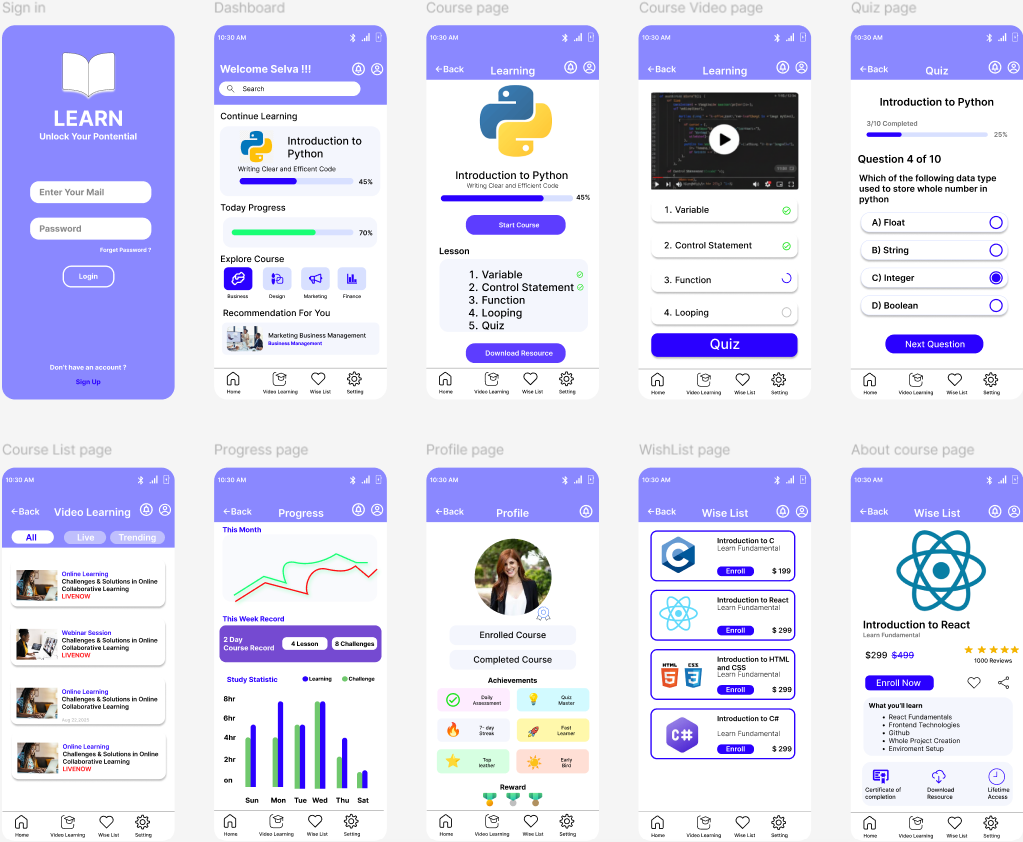 Sign in
LEARN
Unlock Your Pontential
Enter Your Mail
Password
Forget Password ?
Login
Don't have an account ?
Sign Up
Dashboard
10:30 AM
Welcome Selva !!!
Search
Continue Learning
Introduction to
Python
Writing Clear and Efficent Code
45%
Today Progress
70%
Explore Course
Business
Design
Marketing
Finance
Recommendation For You
Marketing Business Management
Business Management
Home
Video Learning
Wise List
Setting
Course page
10:30 AM
←Back
Learning
Introduction to Python
Writing Clear and Efficient Code
45%
Start Course
Lesson
1. Variable
2. Control Statement
3. Function
4. Looping
5. Quiz
Download Resource
Home
Video Learning
Wise List
Setting
Course Video page
10:30 AM
←Back
Learning
1. Variable
2. Control Statement
3. Function
4. Looping
Quiz
Home
Video Learning
Wise List
Setting
Quiz page
10:30 AM
←Back
Quiz
Introduction to Python
3/10 Completed
25%
Question 4 of 10
Which of the following data type
used to store whole number in
python
A) Float
B) String
C) Integer
D) Boolean
Next Question
Home
Video Learning
Wise List
Setting
Course List page
10:30 AM
←Back
Video Learning
All
Live
Trending
Online Learning
Challenges & Solutions in Online
Collaborative Learning
LIVENOW
Webinar Session
Challenges & Solutions in Online
Collaborative Learning
LIVENOW
Online Learning
Challenges & Solutions in Online
Collaborative Learning
Online Learning
Challenges & Solutions in Online
Collaborative Learning
LIVENOW
Home
Video Learning
Wise List
Setting
Progress page
10:30 AM
←Back
Progress
This Month
This Week Record
2 Day
Course Record
4 Lesson
8 Challenges
Study Statistic
Learning
Challenge
8hr
6hr
4hr
2hr
on
Sun
Mon
Tue
Wed
Thu
Sat
Home
Video Learning
Wise List
Setting
Profile page
10:30 AM
←Back
Profile
Enrolled Course
Completed Course
Achievements
Daily
Assesment
Quiz
Master
7- day
Streak
Fast
Learner
Top
leather
Early
Bird
Reward
Home
Video Learning
Wise List
Setting
WishList page
10:30 AM
←Back
Wise List
Introduction to C
Learn Fundamental
Enroll
$ 199
Introduction to React
Learn Fundamental
Enroll
$ 299
HTML
5
CSS
3
Introduction to HTML
and CSS
Learn Fundamental
Enroll
$ 299
C#
Introduction to C#
Learn Fundamental
Enroll
$ 299
Home
Video Learning
Wise List
Setting
About course page
10:30 AM
←Back
Wise List
Introduction to React
Learn Fundamental
$299 $499
1000 Reviews
Enroll Now
What you'll learn
• React Fundamentals
• Frontend Technologies
• Github
• Whole Project Creation
• Enviroment Setup
Certificate of
completion
Download
Resource
Lifetime
Access
Home
Video Learning
Wise List
Setting